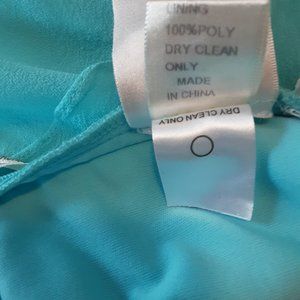 LINING
100%POLY
DRY CLEAN
ONLY
MADE
IN CHINA
DRY CLEAN ONLY